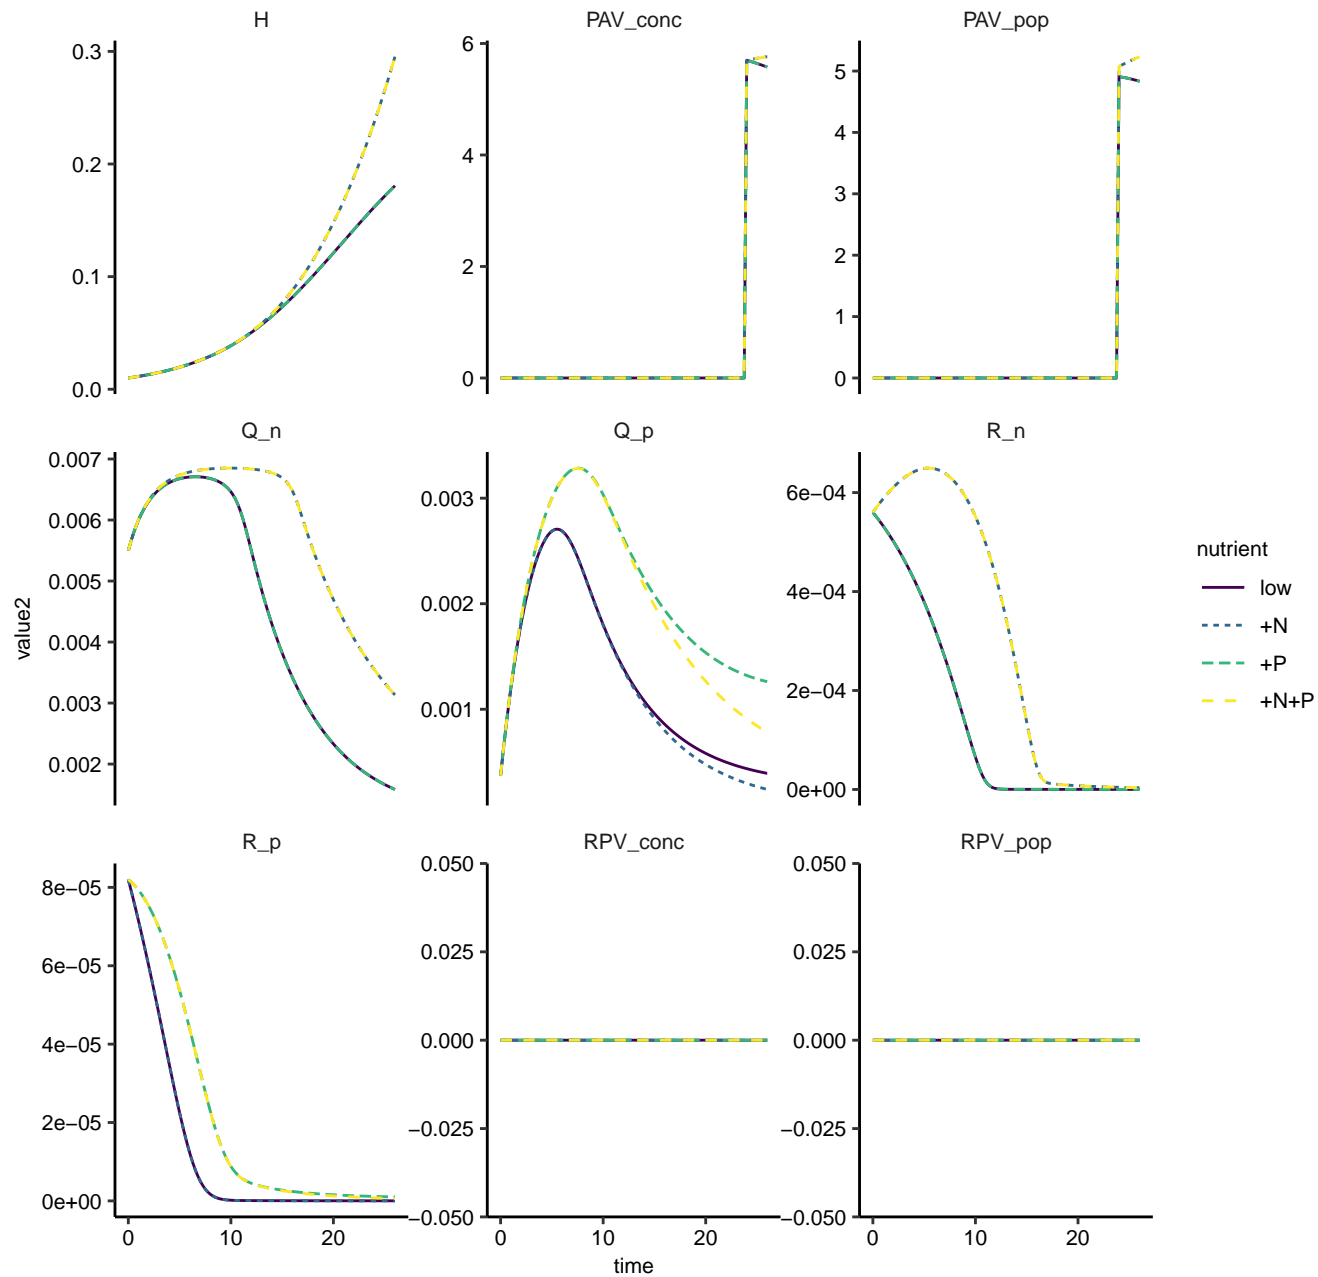 H
PAV_conc
PAV_pop
0.3
0.2
0.1
0.0
6
4
2
0
5
4
3
2
1
0
Q_n
Q_p
R_n
0.007
0.006
0.005
0.004
0.003
0.002
0.003
0.002
0.001
6e−04
4e−04
2e−04
0e+00
value2
nutrient
low
+N
+P
+N+P
R_p
RPV_conc
RPV_pop
8e−05
6e−05
4e−05
2e−05
0e+00
0.050
0.025
0.000
−0.025
−0.050
0.050
0.025
0.000
−0.025
−0.050
0 10 20
0 10 20
0 10 20
time